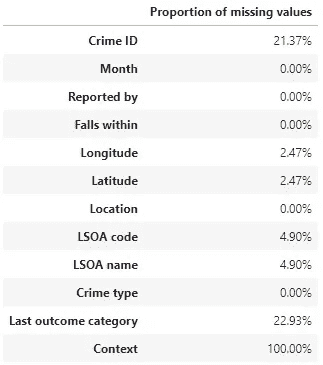 Proportion of missing values
Crime ID 21.37%
Month 0.00%
Reported by 0.00%
Falls within 0.00%
Longitude 2.47%
Latitude 2.47%
Location 0.00%
LSOA code 4.90%
LSOA name 4.90%
Crime type 0.00%
Last outcome category 22.93%
Context 100.00%